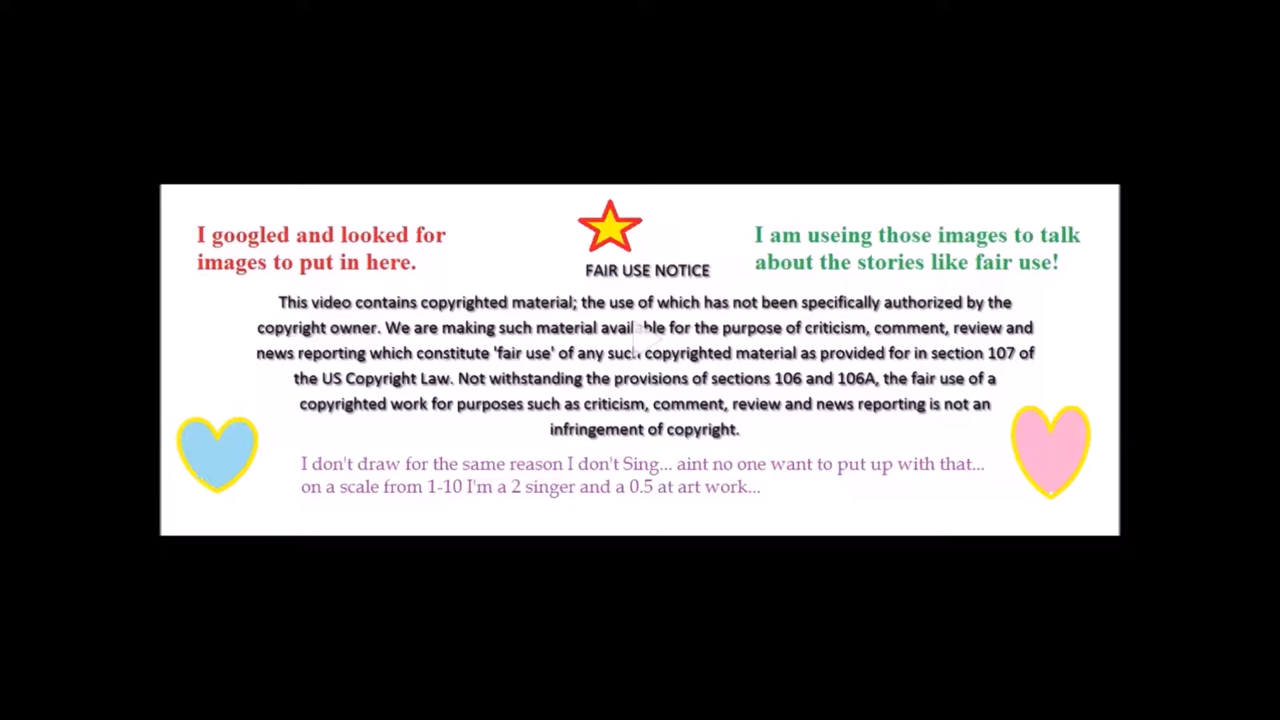 I googled and looked for
images to put in here.
I am useing those images to talk
about the stories like fair use!
FAIR USE NOTICE
This video contains copyrighted material; the use of which has not been specifically authorized by the
copyright owner. We are making such material available for the purpose of criticism, comment, review and
news reporting which constitute 'fair use' of any such copyrighted material as provided for in section 107 of
the US Copyright Law. Not withstanding the provisions of sections 106 and 106A, the fair use of a
copyrighted work for purposes such as criticism, comment, review and news reporting is not an
infringement of copyright.
I don't draw for the same reason I don't Sing... aint no one want to put up with that...
on a scale from 1-10 I'm a 2 singer and a 0.5 at art work...